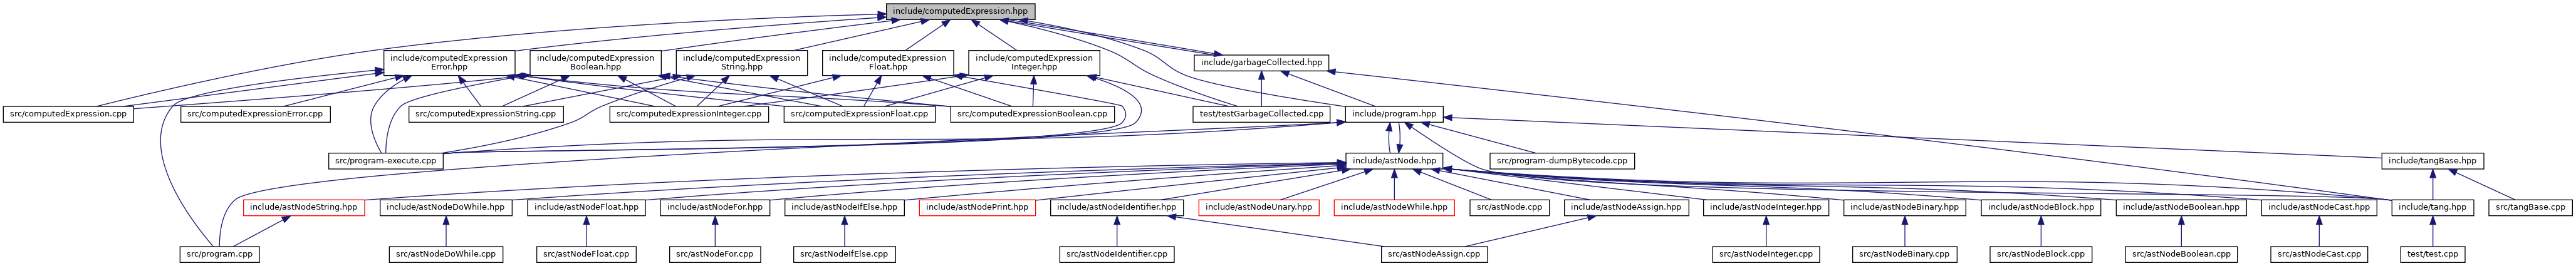 include/computedExpression.hpp
include/computedExpression
Error.hpp
include/computedExpression
Boolean.hpp
include/computedExpression
String.hpp
include/computedExpression
Float.hpp
include/computedExpression
Integer.hpp
include/garbageCollected.hpp
src/computedExpression.cpp
src/computedExpressionError.cpp
src/computedExpressionString.cpp
src/computedExpressionInteger.cpp
src/computedExpressionFloat.cpp
src/computedExpressionBoolean.cpp
test/testGarbageCollected.cpp
include/program.hpp
src/program-execute.cpp
include/astNode.hpp
src/program-dumpBytecode.cpp
include/tangBase.hpp
include/astNodeString.hpp
include/astNodeDoWhile.hpp
include/astNodeFloat.hpp
include/astNodeFor.hpp
include/astNodeIfElse.hpp
include/astNodePrint.hpp
include/astNodeIdentifier.hpp
include/astNodeUnary.hpp
include/astNodeWhile.hpp
src/astNode.cpp
include/astNodeAssign.hpp
include/astNodeInteger.hpp
include/astNodeBinary.hpp
include/astNodeBlock.hpp
include/astNodeBoolean.hpp
include/astNodeCast.hpp
include/tang.hpp
src/tangBase.cpp
src/program.cpp
src/astNodeDoWhile.cpp
src/astNodeFloat.cpp
src/astNodeFor.cpp
src/astNodeIfElse.cpp
src/astNodeIdentifier.cpp
src/astNodeAssign.cpp
src/astNodeInteger.cpp
src/astNodeBinary.cpp
src/astNodeBlock.cpp
src/astNodeBoolean.cpp
src/astNodeCast.cpp
test/test.cpp